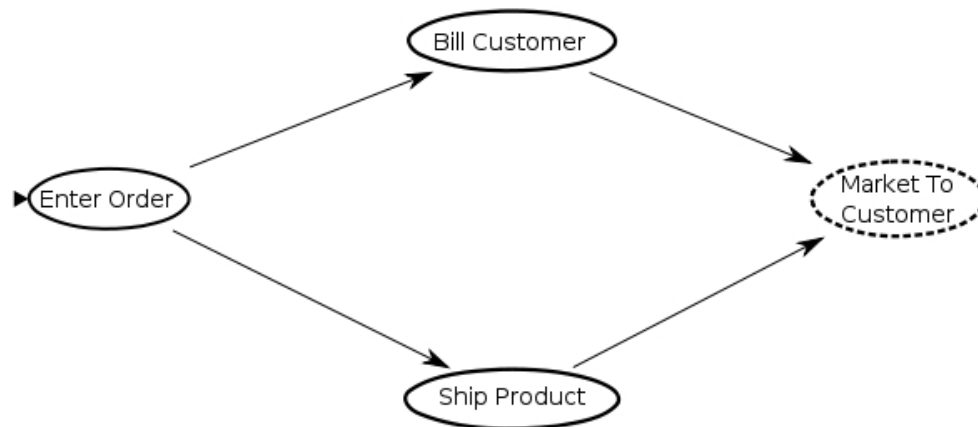 Bill Customer
Enter Order
Market To
Customer
Ship Product